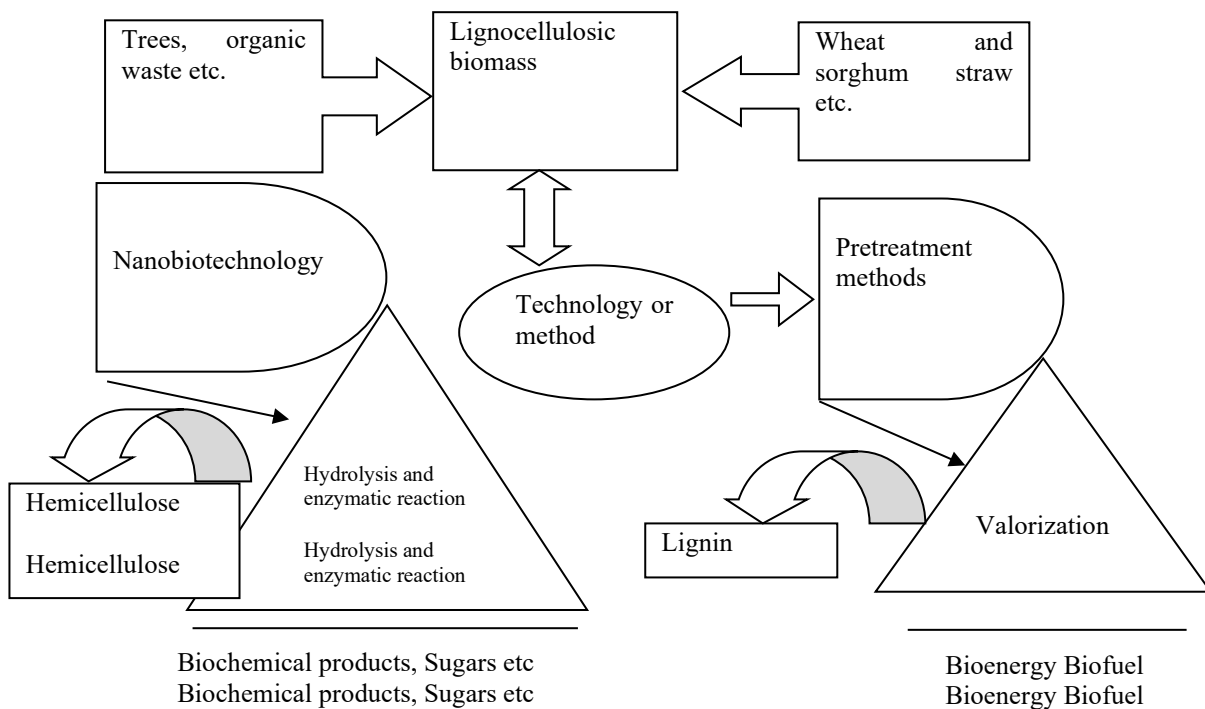 Trees, organic
waste etc.
Lignocellulosic
biomass
Wheat and
sorghum straw
etc.
Nanobiotechnology
Technology or
method
Pretreatment
methods
Hydrolysis and
enzymatic reaction
Hydrolysis and
enzymatic reaction
Hemicellulose
Hemicellulose
Lignin
Valorization
Biochemical products, Sugars etc
Biochemical products, Sugars etc
Bioenergy Biofuel
Bioenergy Biofuel